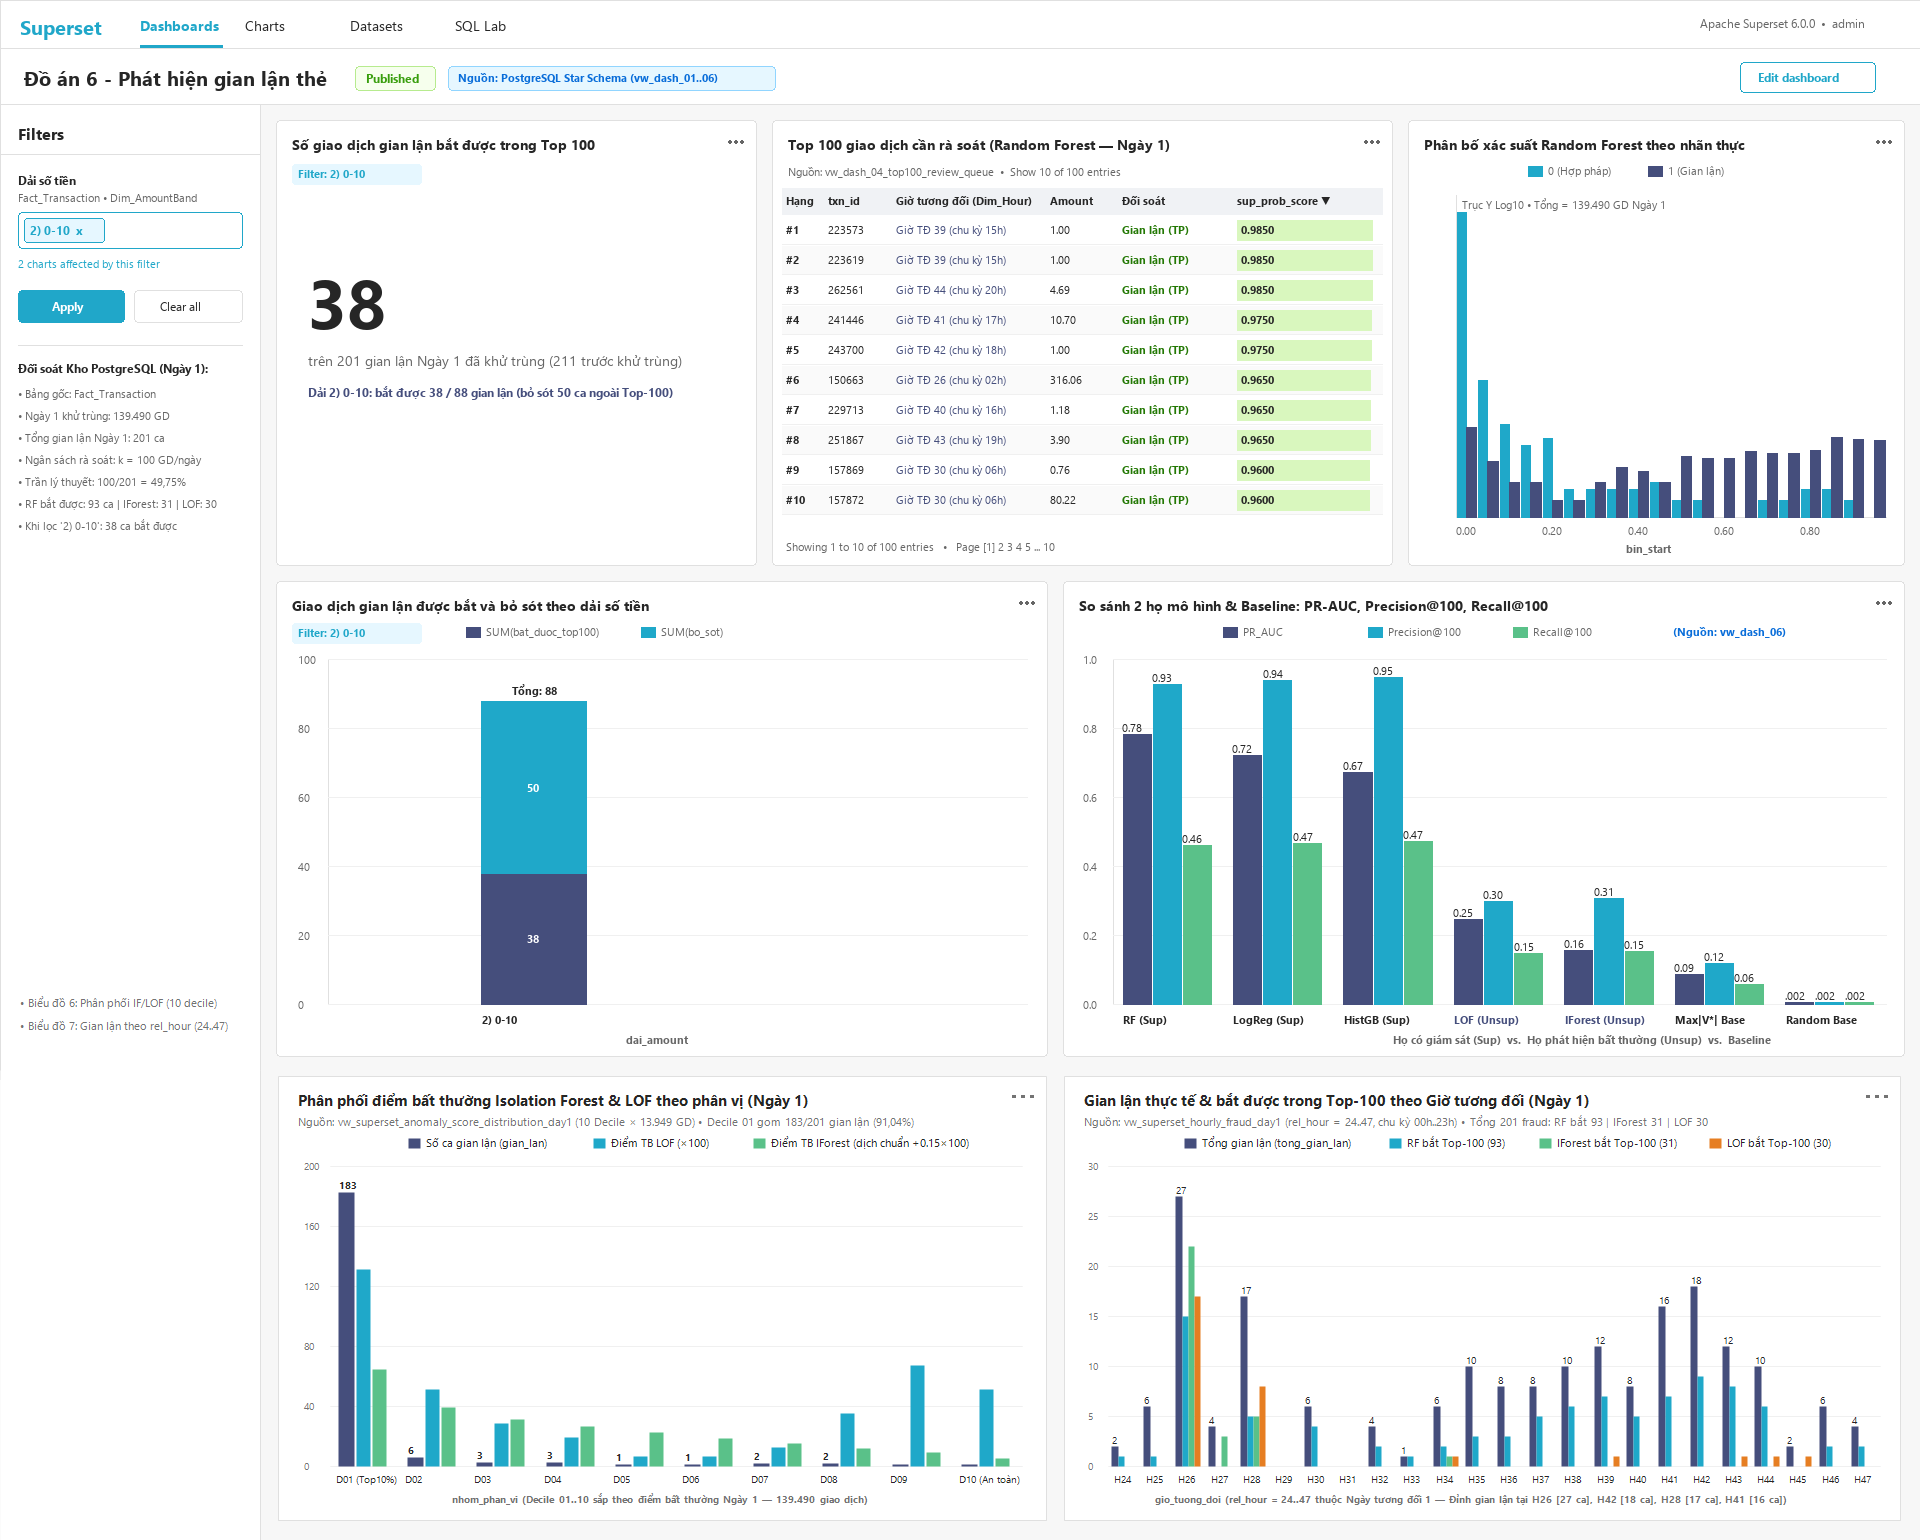 Superset
Dashboards
Charts
Datasets
SQL Lab
Apache Superset 6.0.0 • admin
Đồ án 6 - Phát hiện gian lận thẻ
Published
Nguồn: PostgreSQL Star Schema (vw_dash_01..06)
Edit dashboard
Filters
Dải số tiền
Fact_Transaction • Dim_AmountBand
2) 0-10 x
2 charts affected by this filter
Apply
Clear all
Đối soát Kho PostgreSQL (Ngày 1):
• Bảng gốc: Fact_Transaction
• Ngày 1 khử trùng: 139.490 GD
• Tổng gian lận Ngày 1: 201 ca
• Ngân sách rà soát: k = 100 GD/ngày
• Trần lý thuyết: 100/201 = 49,75%
• RF bắt được: 93 ca | IForest: 31 | LOF: 30
• Khi lọc '2) 0-10': 38 ca bắt được
• Biểu đồ 6: Phân phối IF/LOF (10 decile)
• Biểu đồ 7: Gian lận theo rel_hour (24..47)
Số giao dịch gian lận bắt được trong Top 100
Filter: 2) 0-10
38
trên 201 gian lận Ngày 1 đã khử trùng (211 trước khử trùng)
Dải 2) 0-10: bắt được 38 / 88 gian lận (bỏ sót 50 ca ngoài Top-100)
Top 100 giao dịch cần rà soát (Random Forest — Ngày 1)
Nguồn: vw_dash_04_top100_review_queue • Show 10 of 100 entries
Hạng txn_id Giờ tương đối (Dim_Hour) Amount Đối soát sup_prob_score ▼
#1 223573 Giờ TĐ 39 (chu kỳ 15h) 1.00 Gian lận (TP) 0.9850
#2 223619 Giờ TĐ 39 (chu kỳ 15h) 1.00 Gian lận (TP) 0.9850
#3 262561 Giờ TĐ 44 (chu kỳ 20h) 4.69 Gian lận (TP) 0.9850
#4 241446 Giờ TĐ 41 (chu kỳ 17h) 10.70 Gian lận (TP) 0.9750
#5 243700 Giờ TĐ 42 (chu kỳ 18h) 1.00 Gian lận (TP) 0.9750
#6 150663 Giờ TĐ 26 (chu kỳ 02h) 316.06 Gian lận (TP) 0.9650
#7 229713 Giờ TĐ 40 (chu kỳ 16h) 1.18 Gian lận (TP) 0.9650
#8 251867 Giờ TĐ 43 (chu kỳ 19h) 3.90 Gian lận (TP) 0.9650
#9 157869 Giờ TĐ 30 (chu kỳ 06h) 0.76 Gian lận (TP) 0.9600
#10 157872 Giờ TĐ 30 (chu kỳ 06h) 80.22 Gian lận (TP) 0.9600
Showing 1 to 10 of 100 entries • Page [1] 2 3 4 5 ... 10
Phân bố xác suất Random Forest theo nhãn thực
0 (Hợp pháp) 1 (Gian lận)
Trục Y Log10 • Tổng = 139.490 GD Ngày 1
0.00 0.20 0.40 0.60 0.80
bin_start
Giao dịch gian lận được bắt và bỏ sót theo dải số tiền
Filter: 2) 0-10
SUM(bat_duoc_top100) SUM(bo_sot)
100
80
60
40
20
0
Tổng: 88
50
38
2) 0-10
dai_amount
So sánh 2 họ mô hình & Baseline: PR-AUC, Precision@100, Recall@100
PR_AUC Precision@100 Recall@100 (Nguồn: vw_dash_06)
1.0
0.8
0.6
0.4
0.2
0.0
0.78 0.93 0.46
0.72 0.94 0.47
0.67 0.95 0.47
0.25 0.30 0.15
0.16 0.31 0.15
0.09 0.12 0.06
.002 .002 .002
RF (Sup) LogReg (Sup) HistGB (Sup) LOF (Unsup) IForest (Unsup) Max|V*| Base Random Base
Họ có giám sát (Sup) vs. Họ phát hiện bất thường (Unsup) vs. Baseline
Phân phối điểm bất thường Isolation Forest & LOF theo phân vị (Ngày 1)
Nguồn: vw_superset_anomaly_score_distribution_day1 (10 Decile × 13.949 GD) • Decile 01 gom 183/201 gian lận (91,04%)
Số ca gian lận (gian_lan) Điểm TB LOF (×100) Điểm TB IForest (dịch chuẩn +0.15×100)
200
160
120
80
40
0
183 6 3 3 1 1 2 2
D01 (Top10%) D02 D03 D04 D05 D06 D07 D08 D09 D10 (An toàn)
nhom_phan_vi (Decile 01..10 sắp theo điểm bất thường Ngày 1 — 139.490 giao dịch)
Gian lận thực tế & bắt được trong Top-100 theo Giờ tương đối (Ngày 1)
Nguồn: vw_superset_hourly_fraud_day1 (rel_hour = 24..47, chu kỳ 00h..23h) • Tổng 201 fraud: RF bắt 93 | IForest 31 | LOF 30
Tổng gian lận (tong_gian_lan) RF bắt Top-100 (93) IForest bắt Top-100 (31) LOF bắt Top-100 (30)
30
25
20
15
10
5
0
2 6 27 4 17 6 4 1 6 10 8 8 10 12 8 16 18 12 10 2 6 4
H24 H25 H26 H27 H28 H29 H30 H31 H32 H33 H34 H35 H36 H37 H38 H39 H40 H41 H42 H43 H44 H45 H46 H47
gio_tuong_doi (rel_hour = 24..47 thuộc Ngày tương đối 1 — Đỉnh gian lận tại H26 [27 ca], H42 [18 ca], H28 [17 ca], H41 [16 ca])